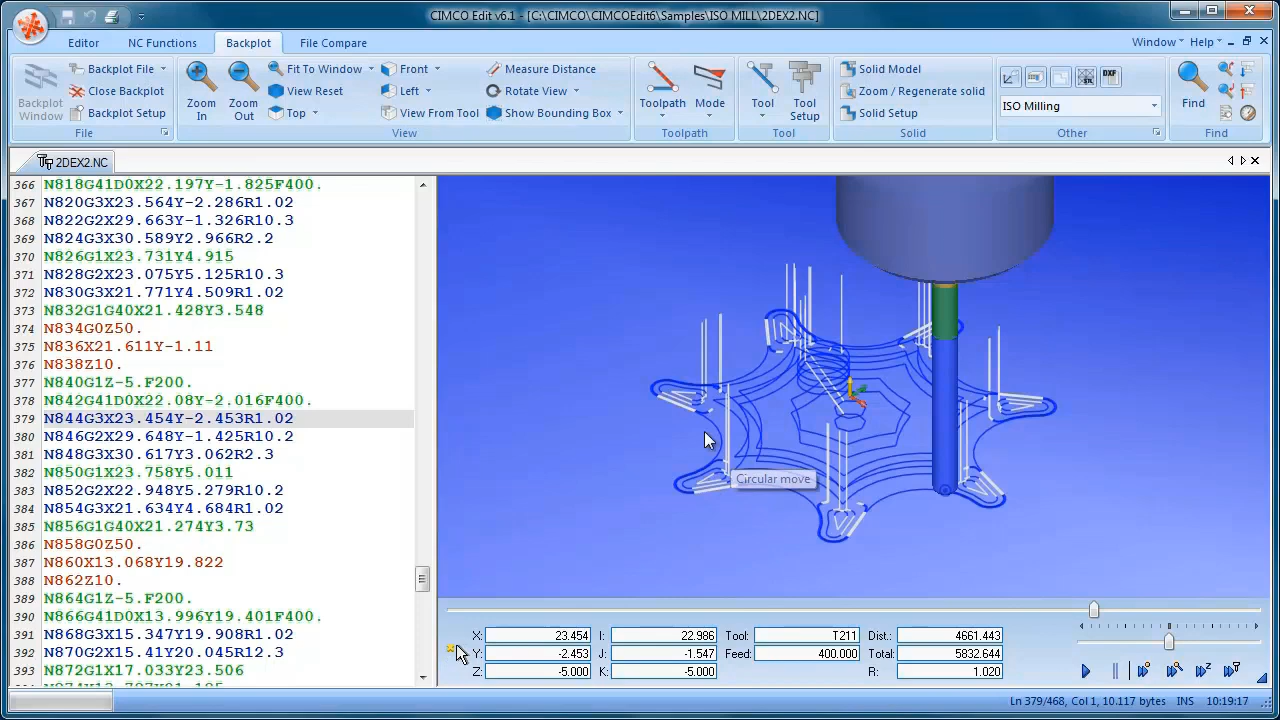 CIMCO Edit v6.1 - [C:\CIMCO\CIMCOEdit6\Samples\ISO MILL\2DEX2.NC]
Editor NC Functions Backplot File Compare Window Help
Backplot Window
Backplot File
Close Backplot
Backplot Setup
File
Zoom In
Zoom Out
Fit To Window
View Reset
Top
Front
Left
View From Tool
Measure Distance
Rotate View
Show Bounding Box
View
Toolpath
Mode
Toolpath
Tool
Tool Setup
Tool
Solid Model
Zoom / Regenerate solid
Solid Setup
Solid
DXF
ISO Milling
Other
Find
Find
2DEX2.NC
366 N818G41D0X22.197Y-1.825F400.
367 N820G3X23.564Y-2.286R1.02
368 N822G2X29.663Y-1.326R10.3
369 N824G3X30.589Y2.966R2.2
370 N826G1X23.731Y4.915
371 N828G2X23.075Y5.125R10.3
372 N830G3X21.771Y4.509R1.02
373 N832G1G40X21.428Y3.548
374 N834G0Z50.
375 N836X21.611Y-1.11
376 N838Z10.
377 N840G1Z-5.F200.
378 N842G41D0X22.08Y-2.016F400.
379 N844G3X23.454Y-2.453R1.02
380 N846G2X29.648Y-1.425R10.2
381 N848G3X30.617Y3.062R2.3
382 N850G1X23.758Y5.011
383 N852G2X22.948Y5.279R10.2
384 N854G3X21.634Y4.684R1.02
385 N856G1G40X21.274Y3.73
386 N858G0Z50.
387 N860X13.068Y19.822
388 N862Z10.
389 N864G1Z-5.F200.
390 N866G41D0X13.996Y19.401F400.
391 N868G3X15.347Y19.908R1.02
392 N870G2X15.41Y20.045R12.3
393 N872G1X17.033Y23.506
Circular move
X: 23.454 I: 22.986 Tool: T211 Dist.: 4661.443
Y: -2.453 J: -1.547 Feed: 400.000 Total: 5832.644
Z: -5.000 K: -5.000 R: 1.020
Ln 379/468, Col 1, 10.117 bytes INS 10:19:17